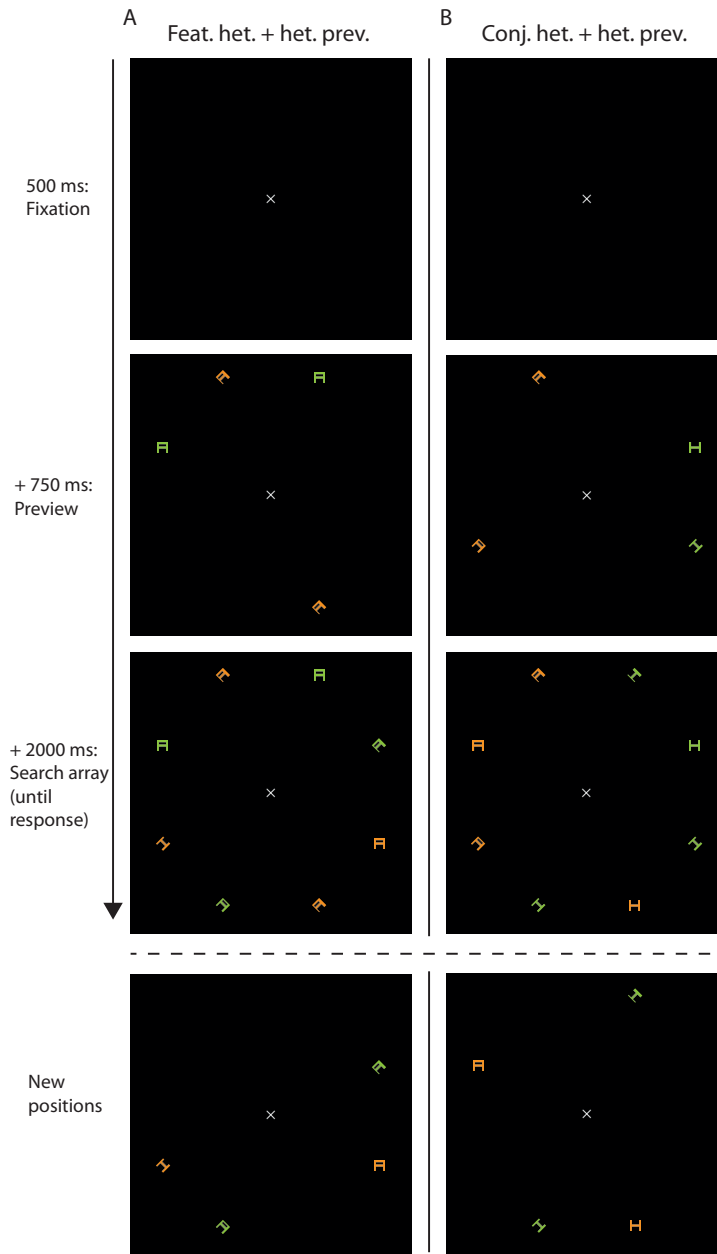 A
Feat. het. + het. prev.
B
Conj. het. + het. prev.
500 ms:
Fixation
+ 750 ms:
Preview
+ 2000 ms:
Search array
(until
response)
New
positions